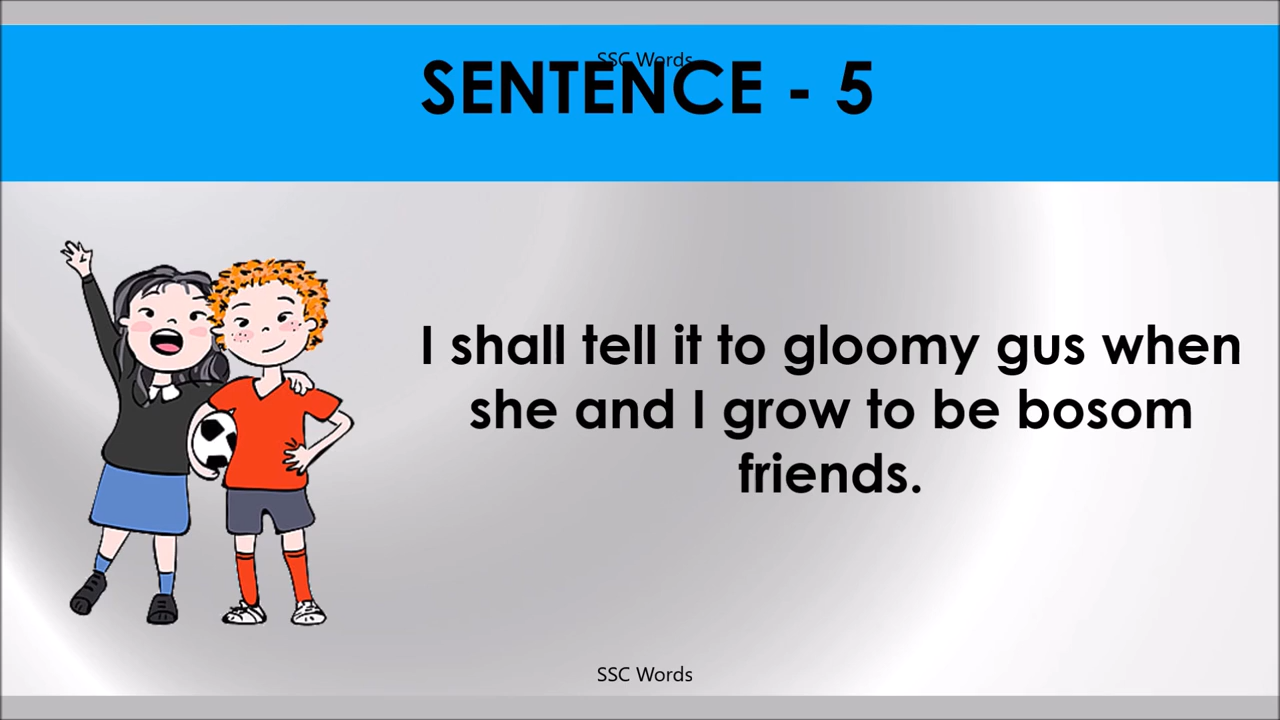 SSC Words
SENTENCE - 5
I shall tell it to gloomy gus when
she and I grow to be bosom
friends.
SSC Words